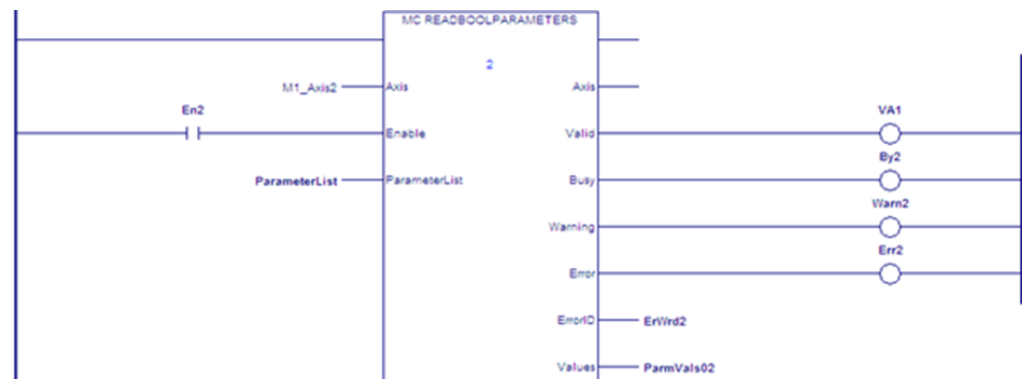 MC READBOOLPARAMETERS
2
M1_Axis2 Axis Axis
En2 VA1
Enable Valid
By2
ParameterList ParameterList Busy
Warn2
Warning
Err2
Error
ErrorID ErWrd2
Values ParmVals02